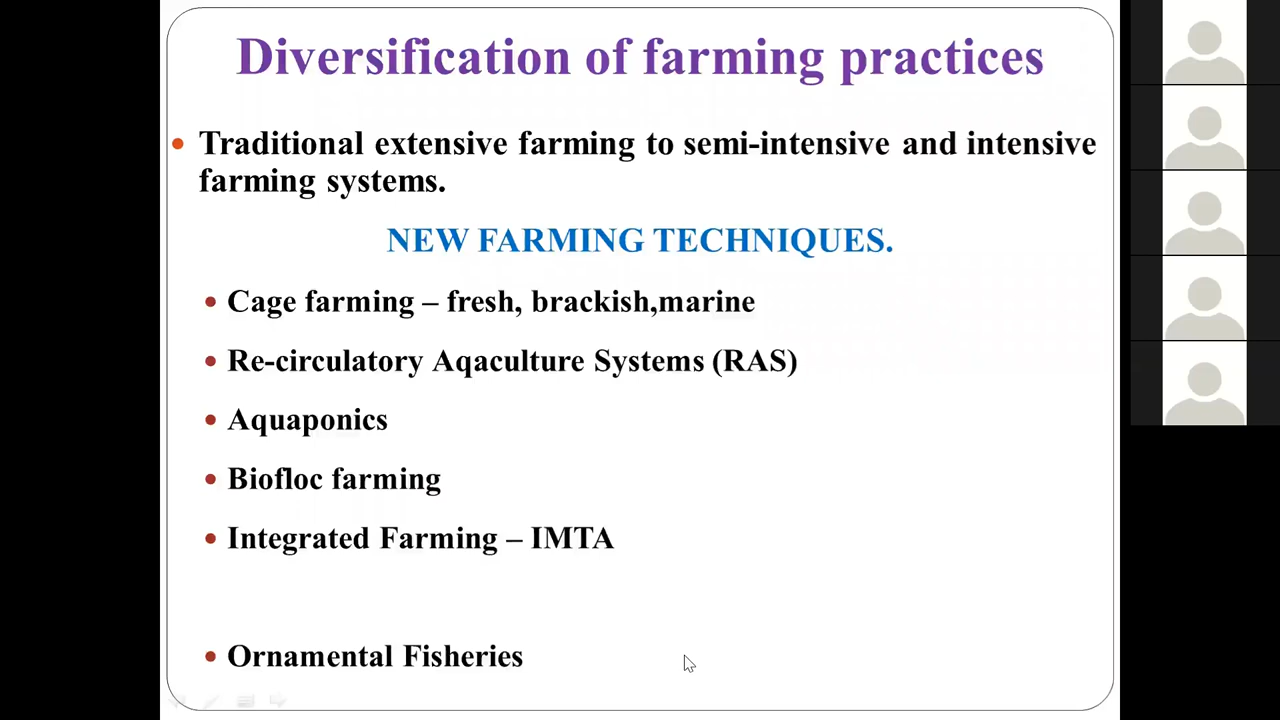 Diversification of farming practices
• Traditional extensive farming to semi-intensive and intensive
farming systems.
NEW FARMING TECHNIQUES.
• Cage farming – fresh, brackish,marine
• Re-circulatory Aqaculture Systems (RAS)
• Aquaponics
• Biofloc farming
• Integrated Farming – IMTA
• Ornamental Fisheries